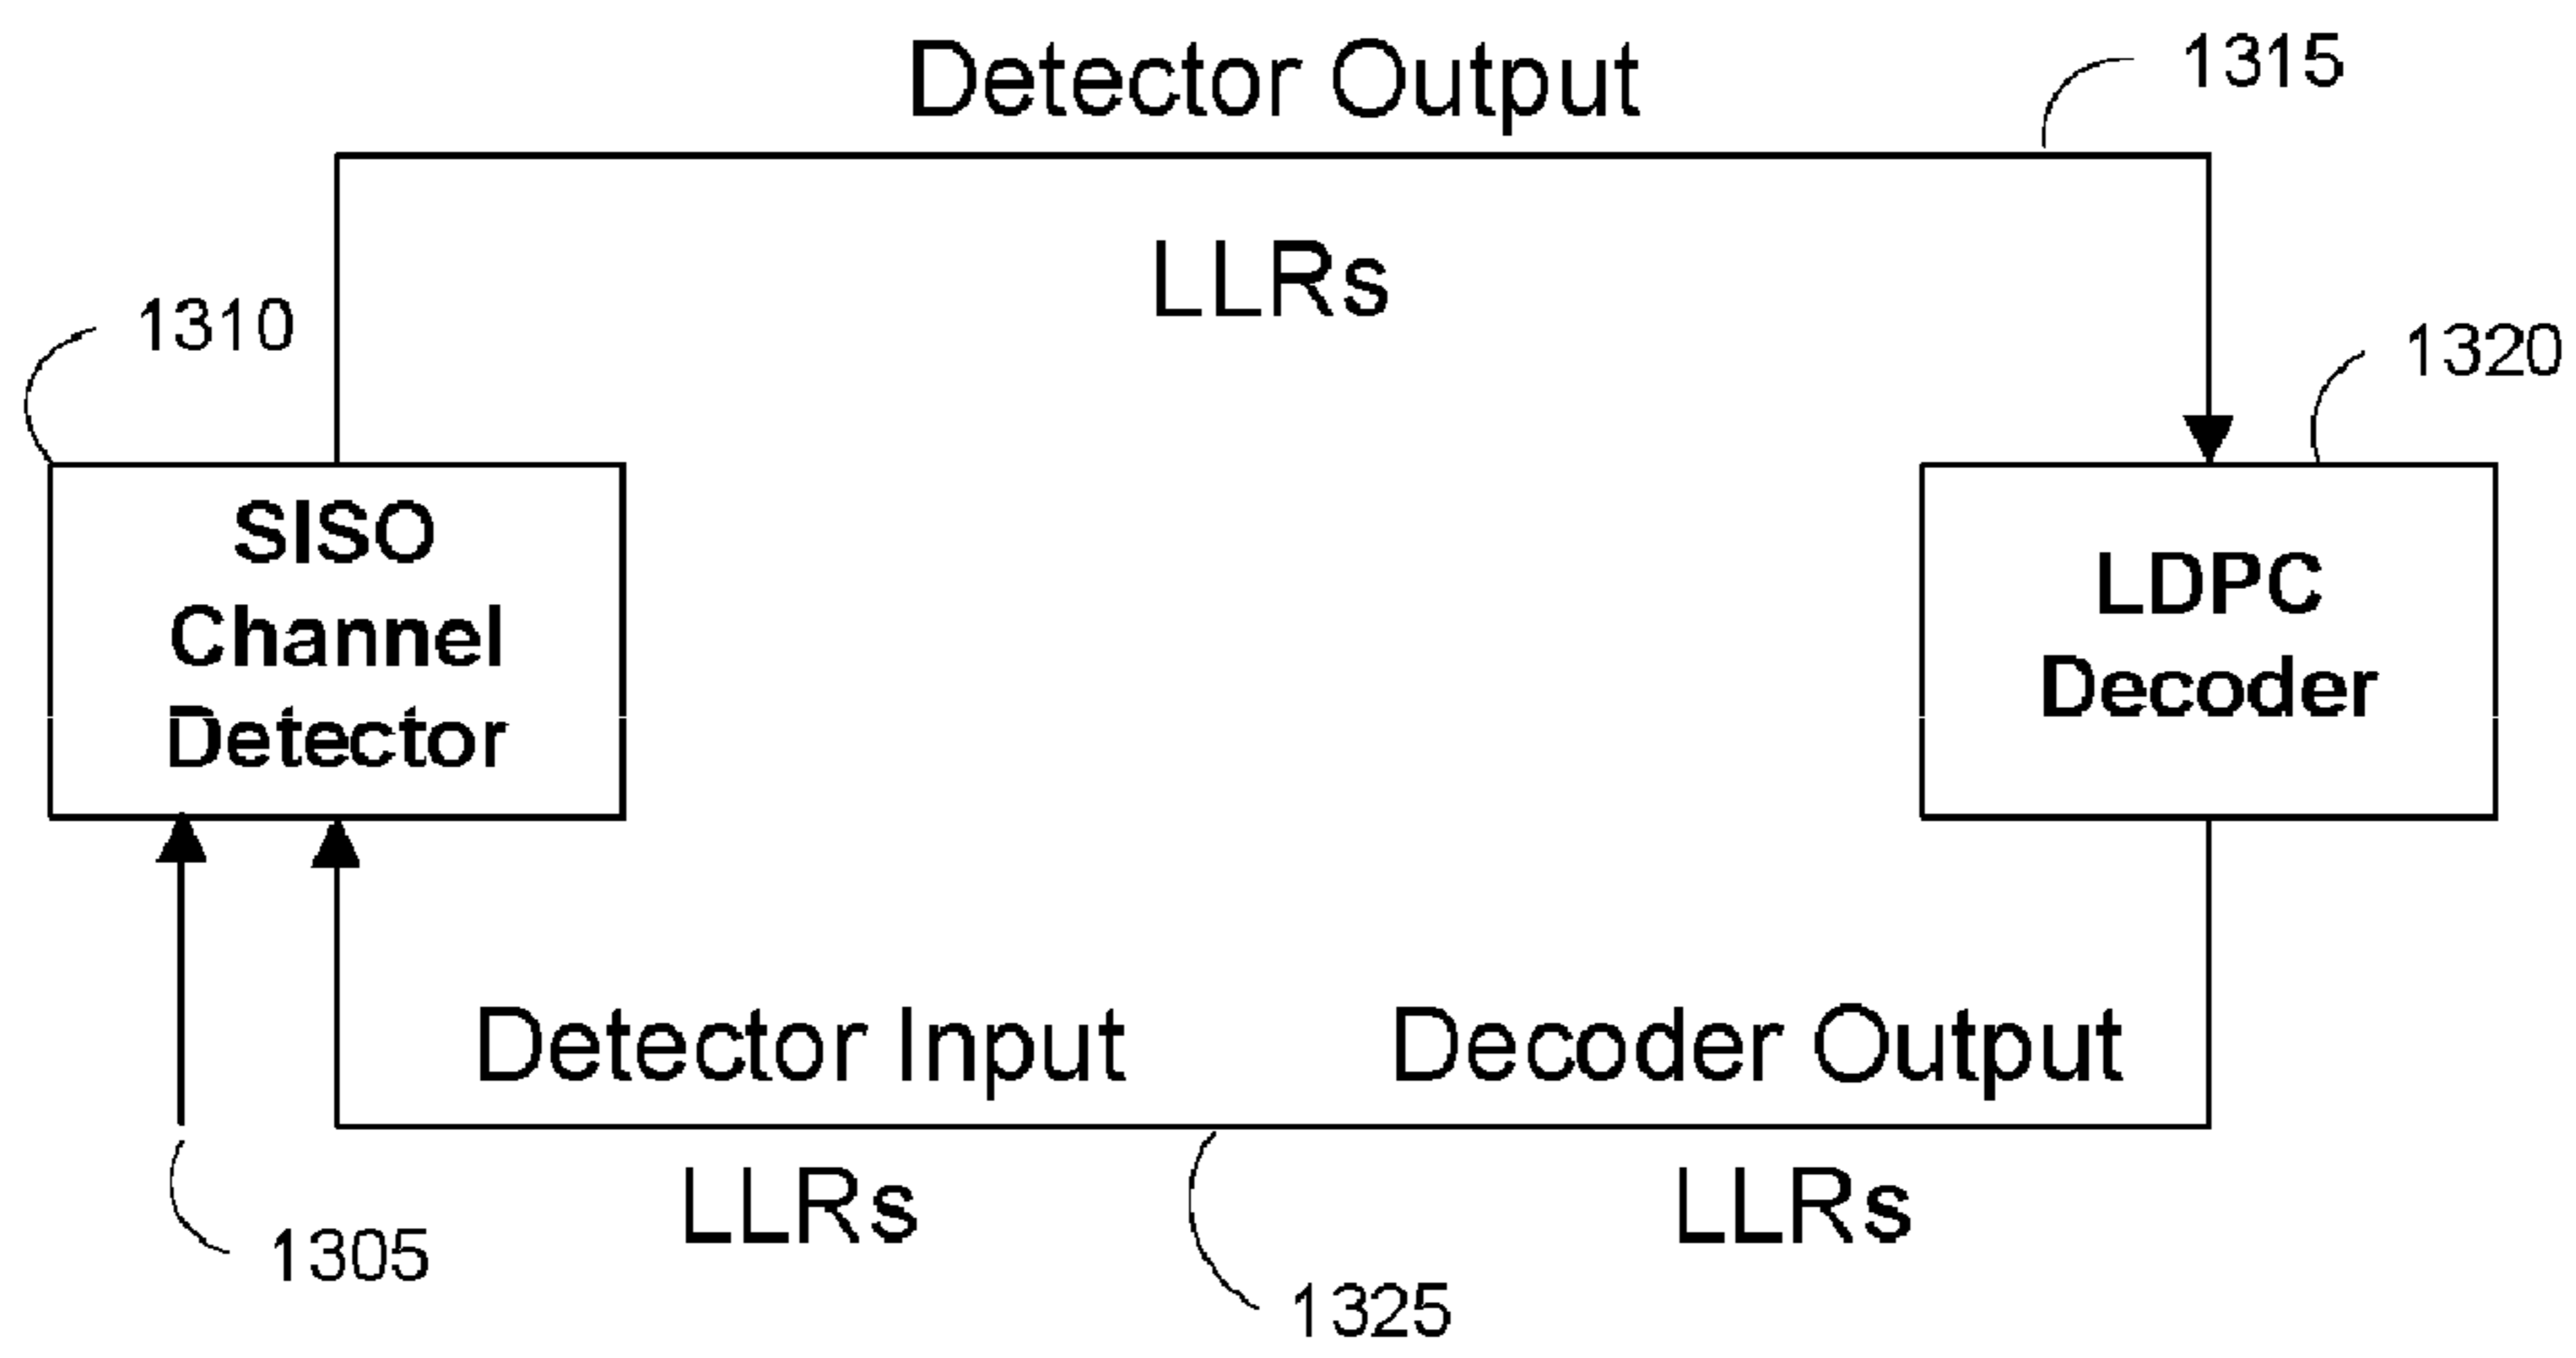 Detector Output
1315
LLRs
1310
1320
SISO
Channel
Detector
LDPC
Decoder
Detector Input
Decoder Output
LLRs
LLRs
1305
1325